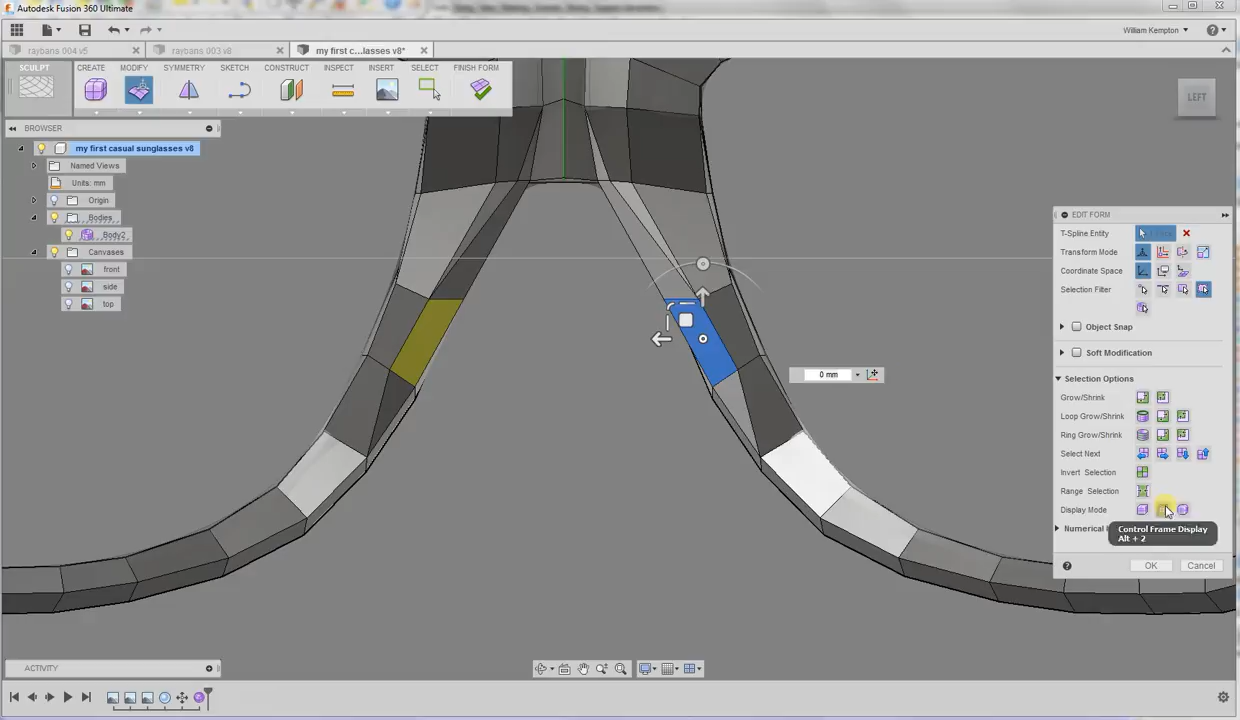 Autodesk Fusion 360 Ultimate
William Kempton
raybans 004 v5
raybans 003 v8
my first c...lasses v8*
SCULPT
CREATE
MODIFY
SYMMETRY
SKETCH
CONSTRUCT
INSPECT
INSERT
SELECT
FINISH FORM
LEFT
BROWSER
my first casual sunglasses v8
Named Views
Units: mm
Origin
Bodies
Body2
Canvases
front
side
top
EDIT FORM
T-Spline Entity
Transform Mode
Coordinate Space
Selection Filter
Object Snap
Soft Modification
0 mm
Selection Options
Grow/Shrink
Loop Grow/Shrink
Ring Grow/Shrink
Select Next
Invert Selection
Range Selection
Display Mode
Numerical
Control Frame Display
Alt + 2
OK
Cancel
ACTIVITY